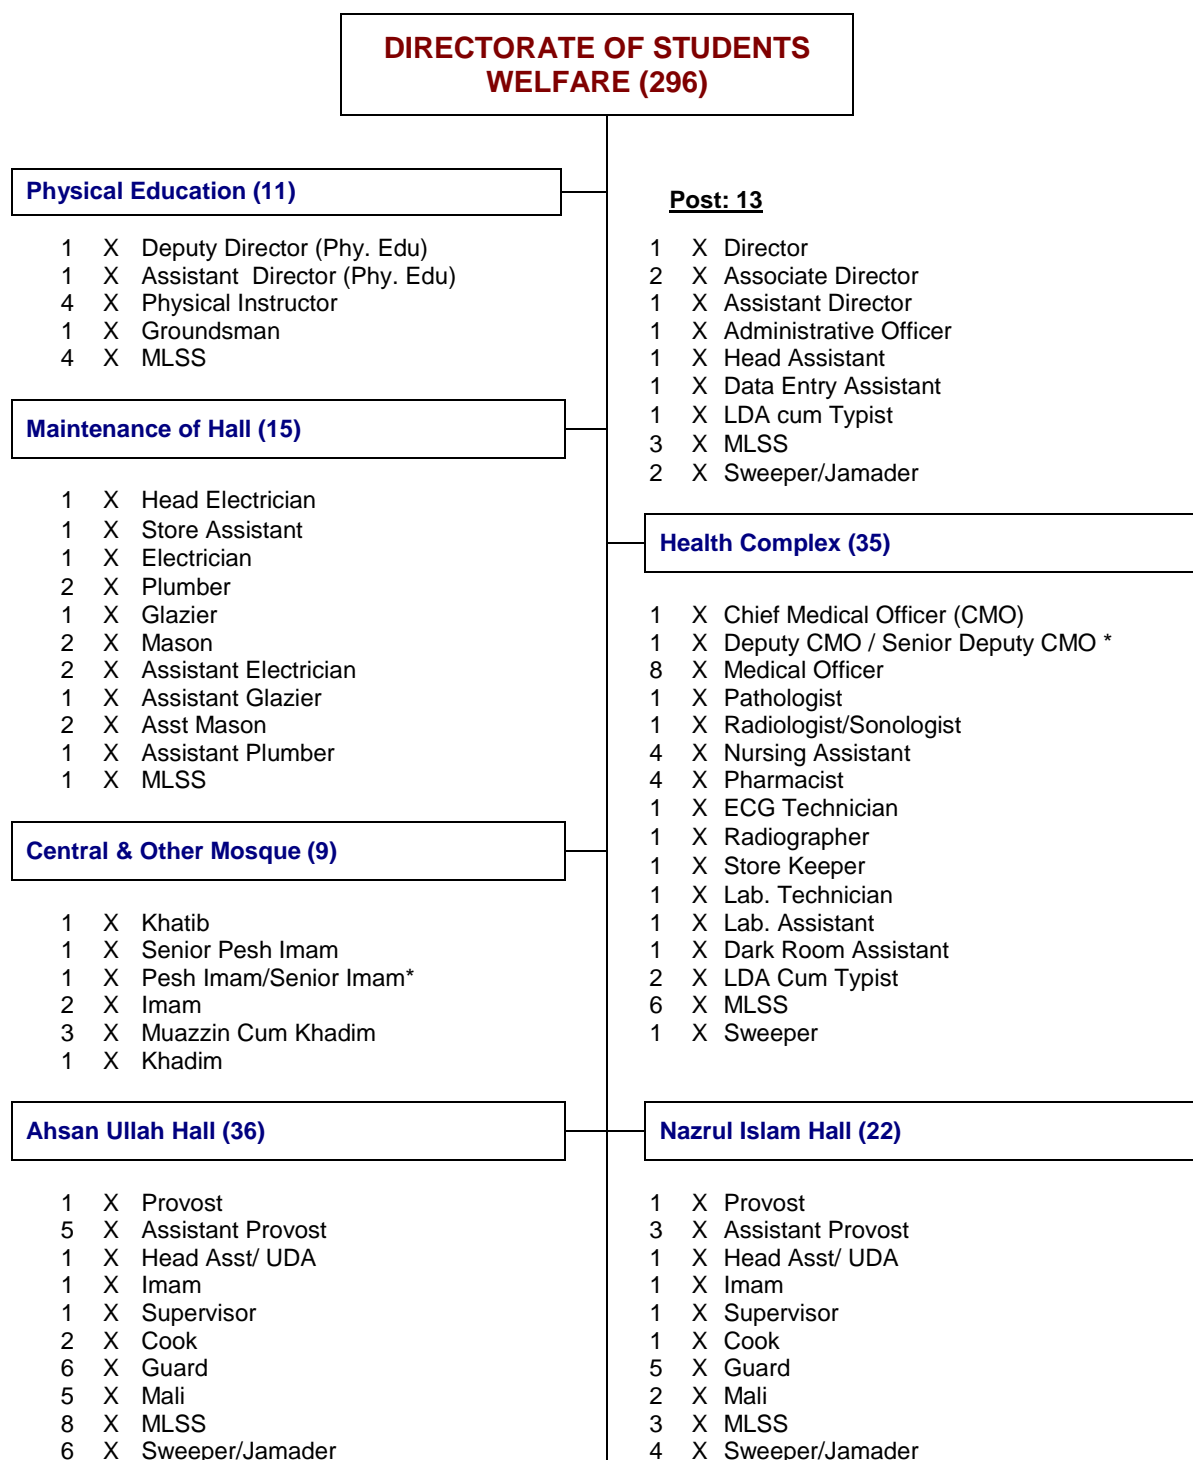 DIRECTORATE OF STUDENTS
WELFARE (296)
Physical Education (11)
1 X Deputy Director (Phy. Edu)
1 X Assistant Director (Phy. Edu)
4 X Physical Instructor
1 X Groundsman
4 X MLSS
Maintenance of Hall (15)
1 X Head Electrician
1 X Store Assistant
1 X Electrician
2 X Plumber
1 X Glazier
2 X Mason
2 X Assistant Electrician
1 X Assistant Glazier
2 X Asst Mason
1 X Assistant Plumber
1 X MLSS
Central & Other Mosque (9)
1 X Khatib
1 X Senior Pesh Imam
1 X Pesh Imam/Senior Imam*
2 X Imam
3 X Muazzin Cum Khadim
1 X Khadim
Ahsan Ullah Hall (36)
1 X Provost
5 X Assistant Provost
1 X Head Asst/ UDA
1 X Imam
1 X Supervisor
2 X Cook
6 X Guard
5 X Mali
8 X MLSS
6 X Sweeper/Jamader
Post: 13
1 X Director
2 X Associate Director
1 X Assistant Director
1 X Administrative Officer
1 X Head Assistant
1 X Data Entry Assistant
1 X LDA cum Typist
3 X MLSS
2 X Sweeper/Jamader
Health Complex (35)
1 X Chief Medical Officer (CMO)
1 X Deputy CMO / Senior Deputy CMO *
8 X Medical Officer
1 X Pathologist
1 X Radiologist/Sonologist
4 X Nursing Assistant
4 X Pharmacist
1 X ECG Technician
1 X Radiographer
1 X Store Keeper
1 X Lab. Technician
1 X Lab. Assistant
1 X Dark Room Assistant
2 X LDA Cum Typist
6 X MLSS
1 X Sweeper
Nazrul Islam Hall (22)
1 X Provost
3 X Assistant Provost
1 X Head Asst/ UDA
1 X Imam
1 X Supervisor
1 X Cook
5 X Guard
2 X Mali
3 X MLSS
4 X Sweeper/Jamader